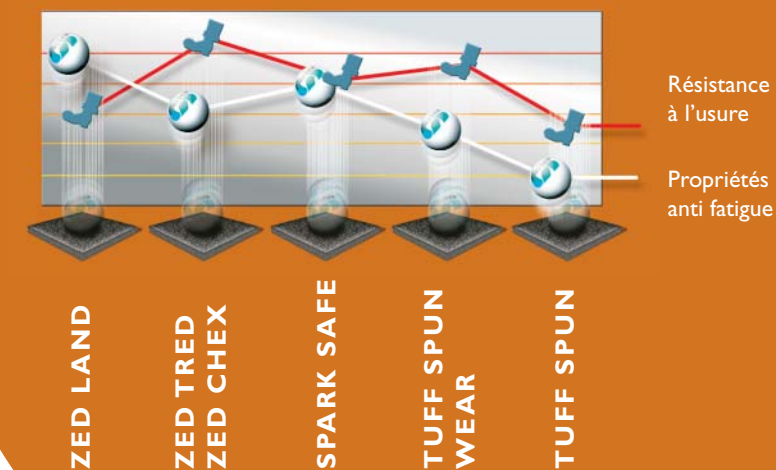 Résistance
à l’usure
Propriétés
anti fatigue
ZED LAND
ZED TRED
ZED CHEX
SPARK SAFE
TUFF SPUN
WEAR
TUFF SPUN